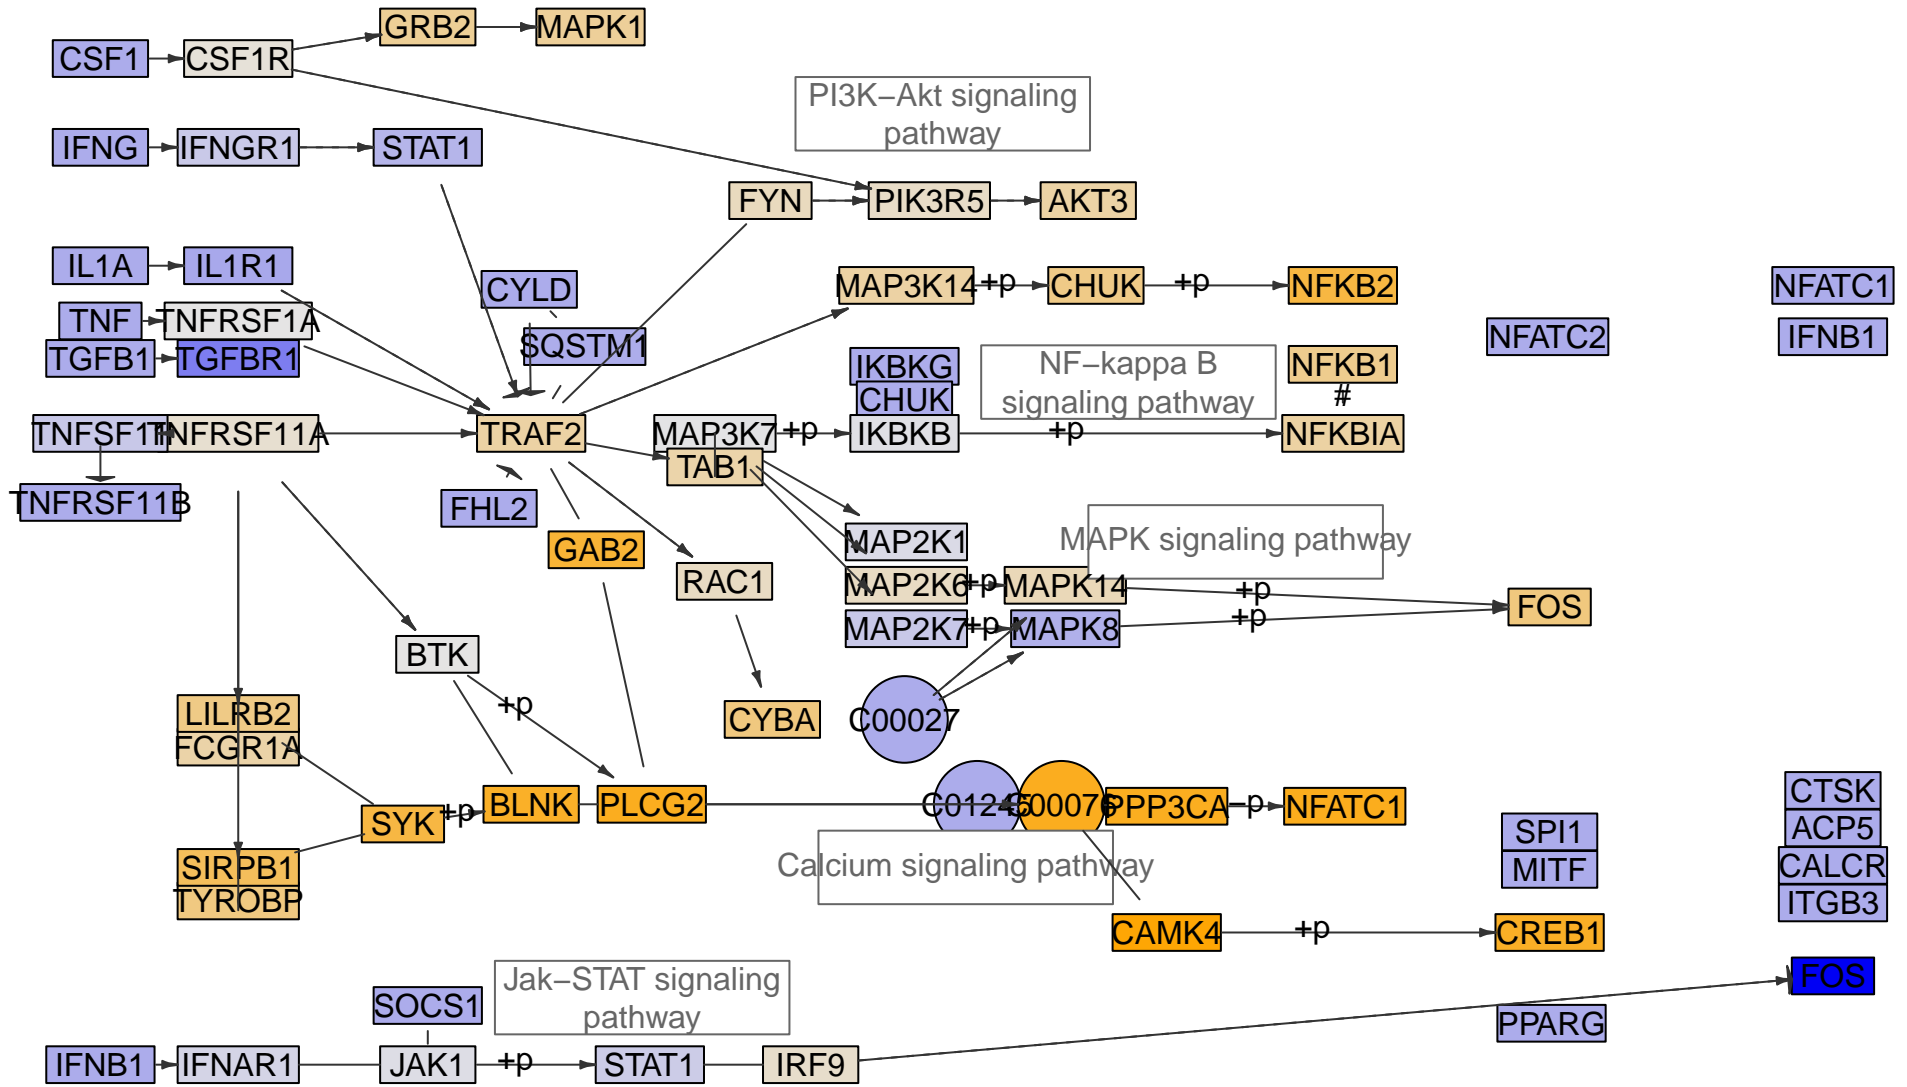 GRB2
MAPK1
CSF1
CSF1R
PI3K−Akt signaling
pathway
IFNG
IFNGR1
STAT1
FYN
PIK3R5
AKT3
IL1A
IL1R1
CYLD
MAP3K14
+p
CHUK
+p
NFKB2
NFATC1
TNF
TNFRSF1A
SQSTM1
NFATC2
IFNB1
TGFB1
TGFBR1
IKBKG
NF−kappa B
signaling pathway
NFKB1
#
CHUK
TNFSF11
TNFRSF11A
TRAF2
MAP3K7
+p
IKBKB
+p
NFKBIA
TAB1
TNFRSF11B
FHL2
GAB2
MAP2K1
MAPK signaling pathway
RAC1
MAP2K6
+p
MAPK14
+p
FOS
MAP2K7
+p
MAPK8
+p
BTK
+p
LILRB2
FCGR1A
CYBA
C00027
SYK
+p
BLNK
PLCG2
C01245
C00076
PPP3CA
−p
NFATC1
CTSK
ACP5
SPI1
MITF
CALCR
ITGB3
Calcium signaling pathway
SIRPB1
TYROBP
CAMK4
+p
CREB1
Jak−STAT signaling
pathway
FOS
SOCS1
PPARG
IFNB1
IFNAR1
JAK1
+p
STAT1
IRF9